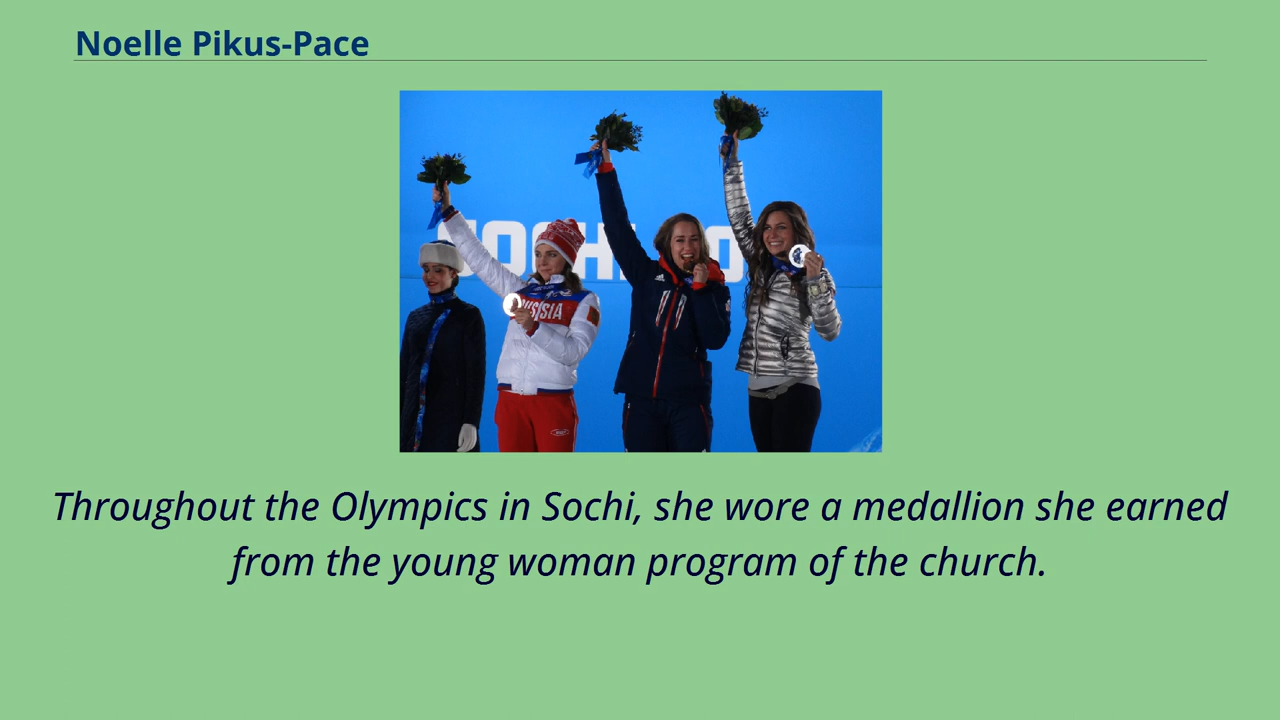 Noelle Pikus-Pace
SOCHI
RUSSIA
Throughout the Olympics in Sochi, she wore a medallion she earned
from the young woman program of the church.